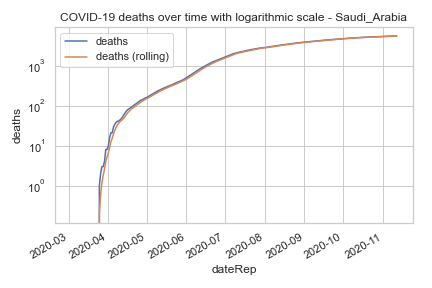 COVID-19 deaths over time with logarithmic scale - Saudi_Arabia
deaths
deaths (rolling)
deaths
10³
10²
10¹
10⁰
2020-03
2020-04
2020-05
2020-06
2020-07
2020-08
2020-09
2020-10
2020-11
dateRep